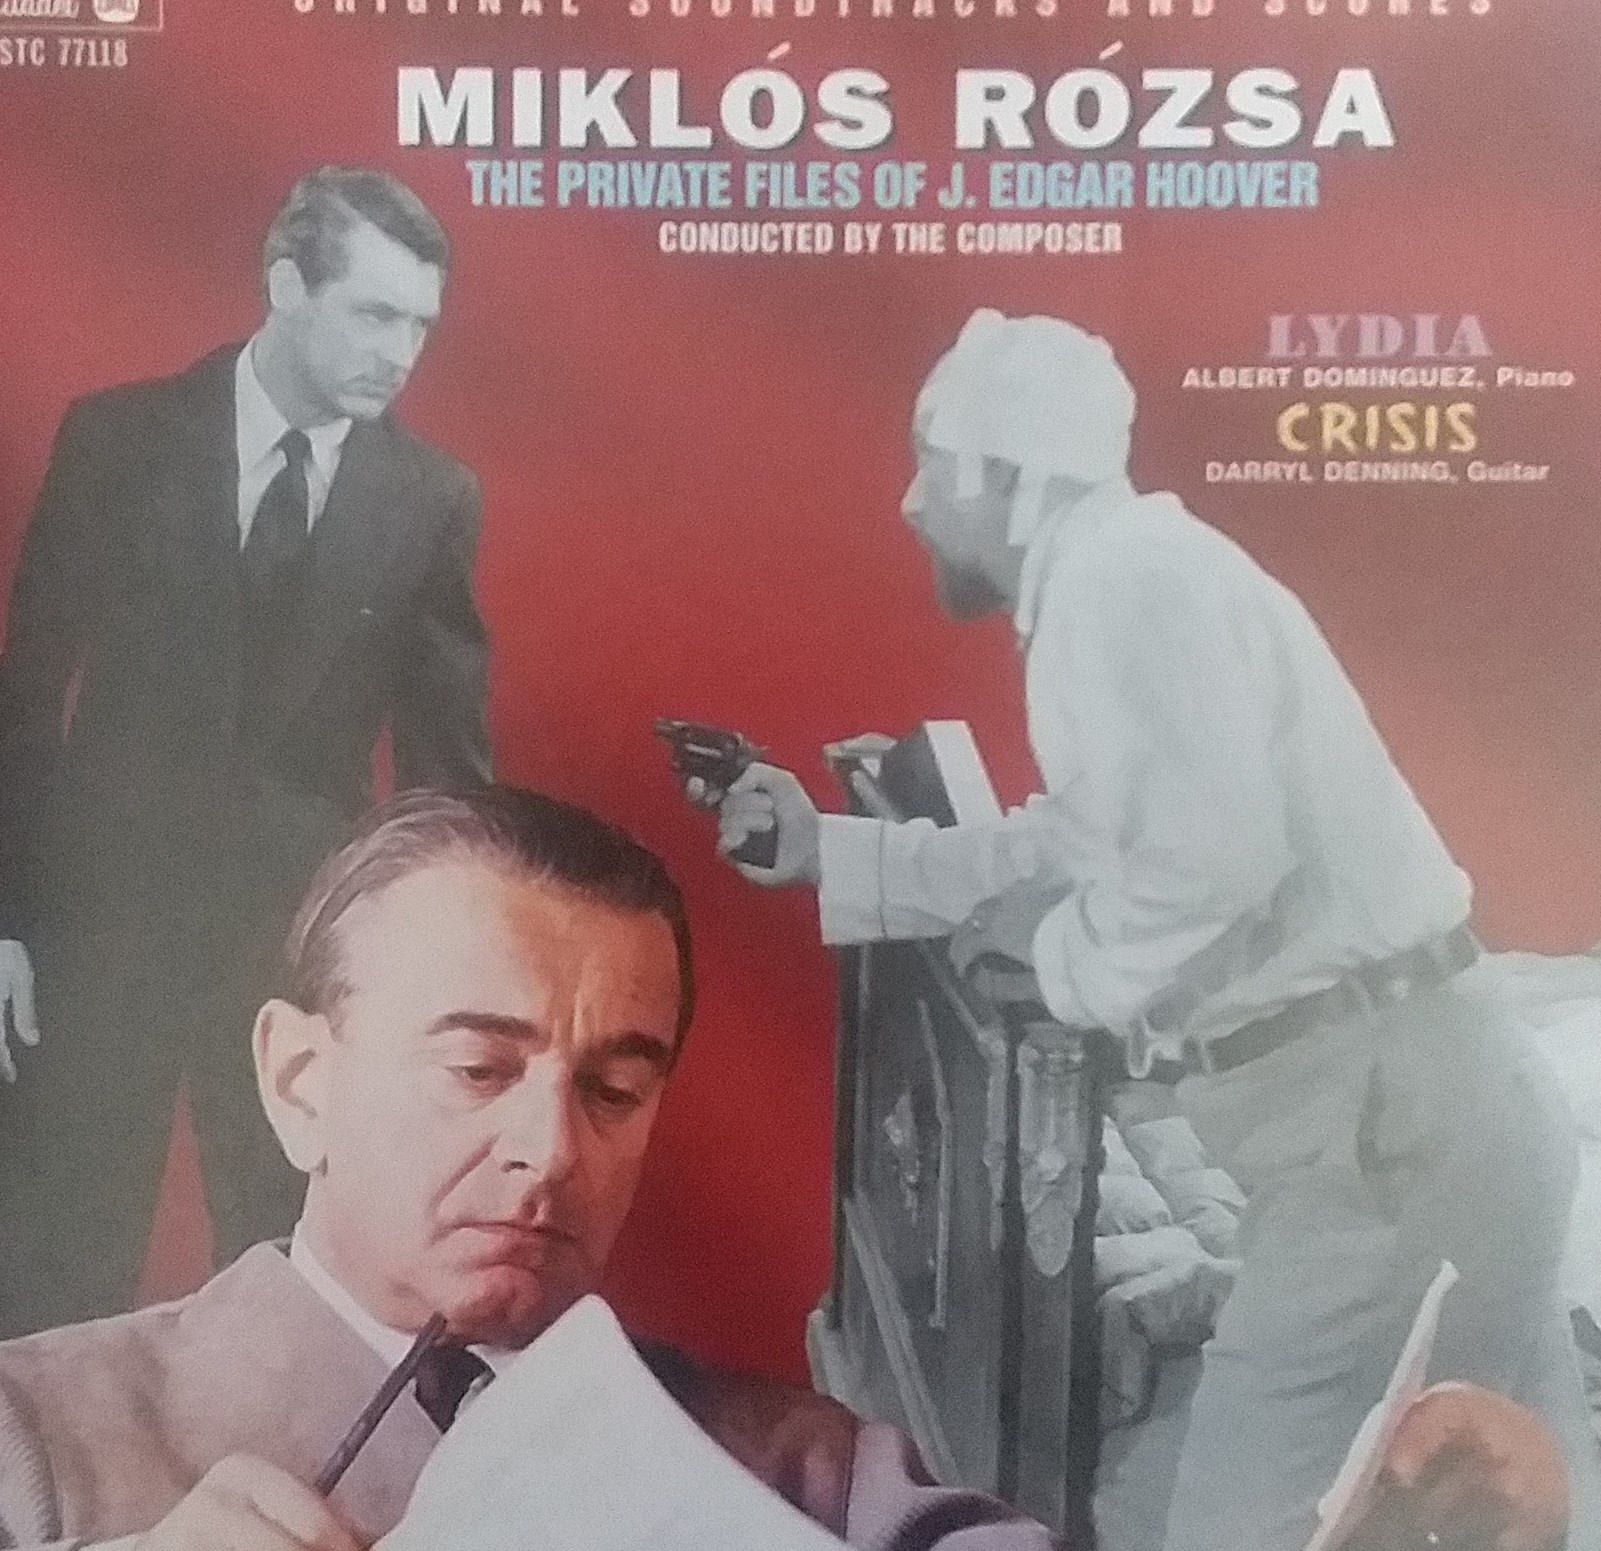 STC 77118
ORIGINAL SOUNDTRACKS AND SCORES
MIKLÓS RÓZSA
THE PRIVATE FILES OF J. EDGAR HOOVER
CONDUCTED BY THE COMPOSER
LYDIA
ALBERT DOMINGUEZ, Piano
CRISIS
DARRYL DENNING, Guitar